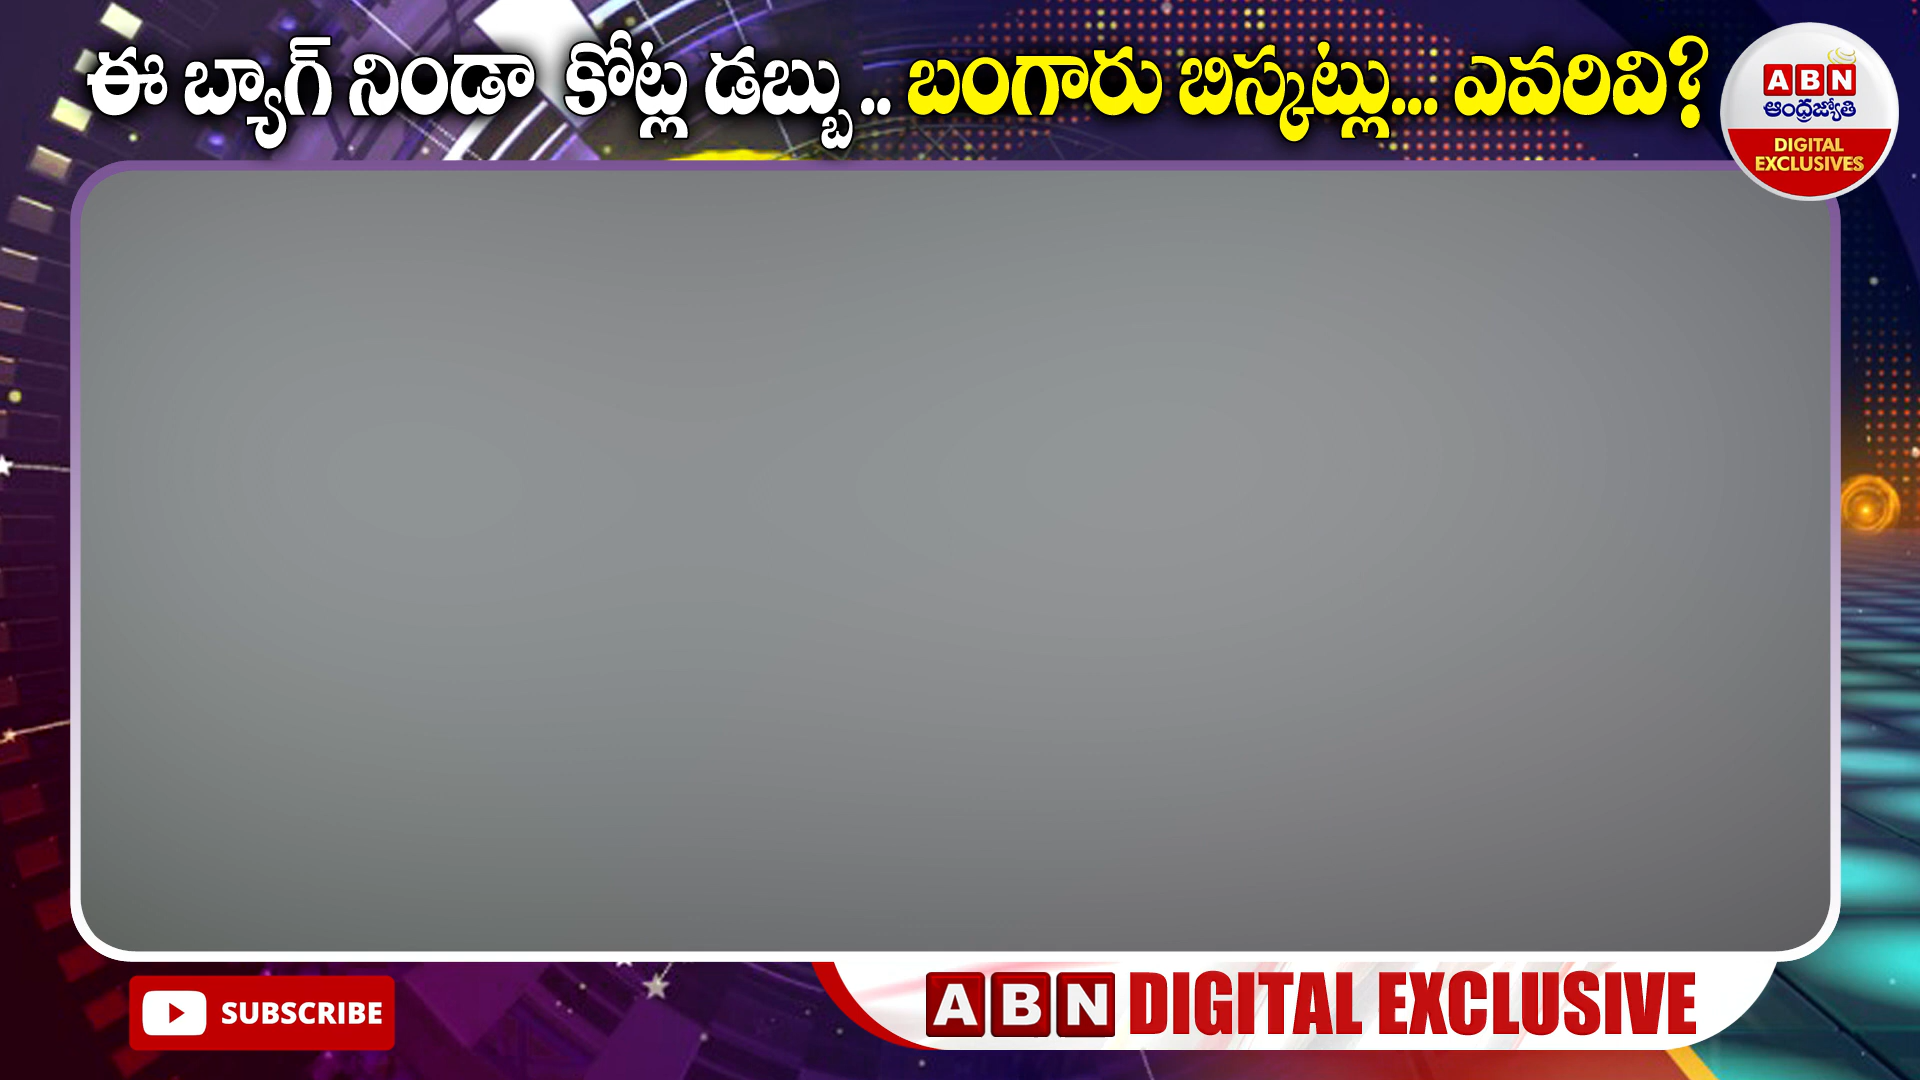 ఈ బ్యాగ్ నిండా కోట్ల డబ్బు.. బంగారు బిస్కట్లు... ఎవరివి?
ABN
ఆంధ్రజ్యోతి
DIGITAL
EXCLUSIVES
SUBSCRIBE
ABN DIGITAL EXCLUSIVE